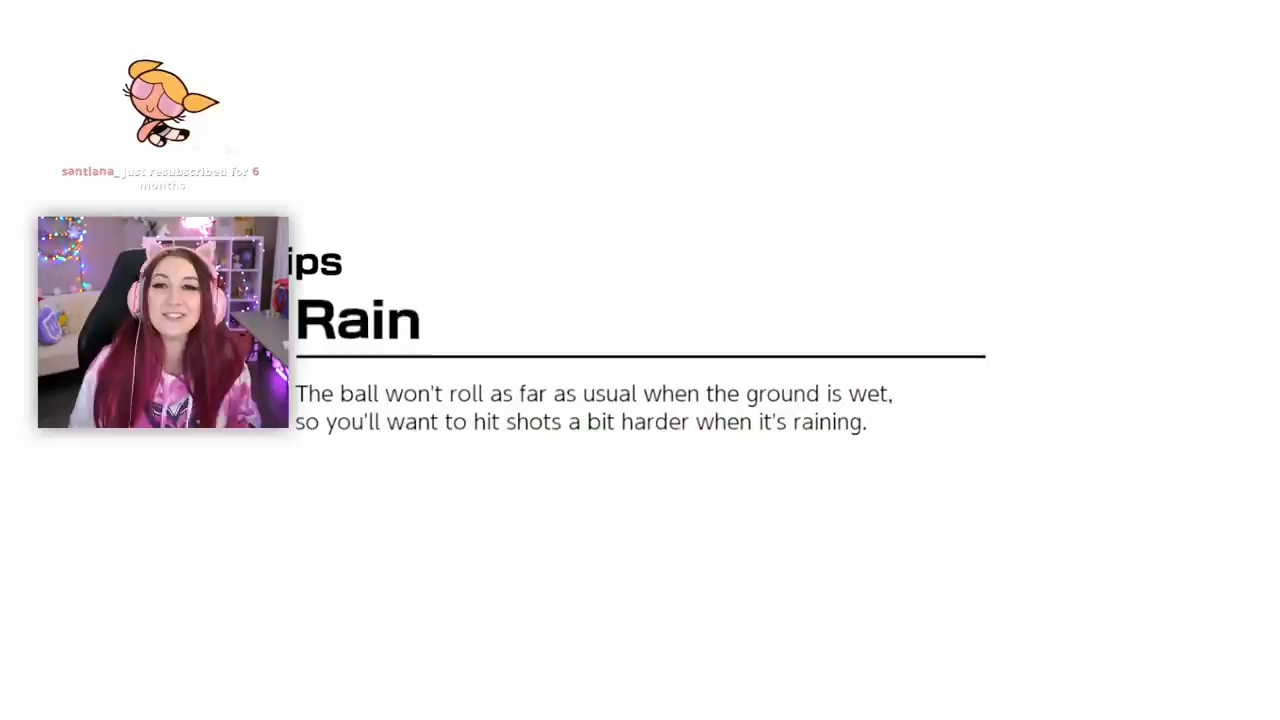 santiana_ just resubscribed for 6
months
ips
Rain
The ball won't roll as far as usual when the ground is wet,
so you'll want to hit shots a bit harder when it's raining.